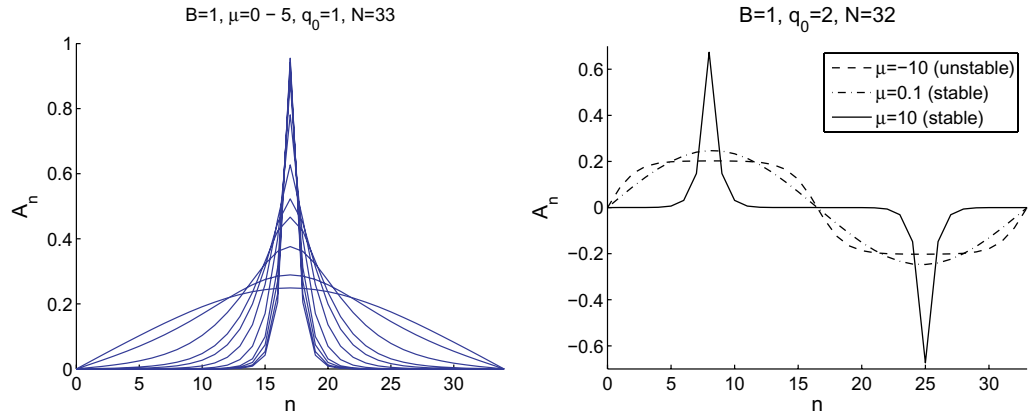 B=1, μ=0 − 5, q₀=1, N=33
1
0.8
0.6
0.4
0.2
0
Aₙ
0 5 10 15 20 25 30
n
B=1, q₀=2, N=32
μ=−10 (unstable)
μ=0.1 (stable)
μ=10 (stable)
0.6
0.4
0.2
0
−0.2
−0.4
−0.6
Aₙ
0 5 10 15 20 25 30
n